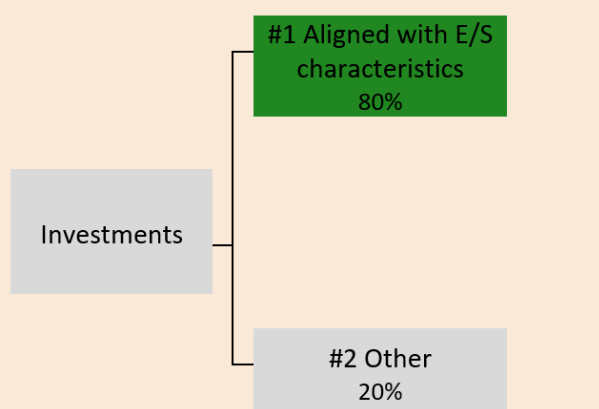 #1 Aligned with E/S
characteristics
80%
Investments
#2 Other
20%